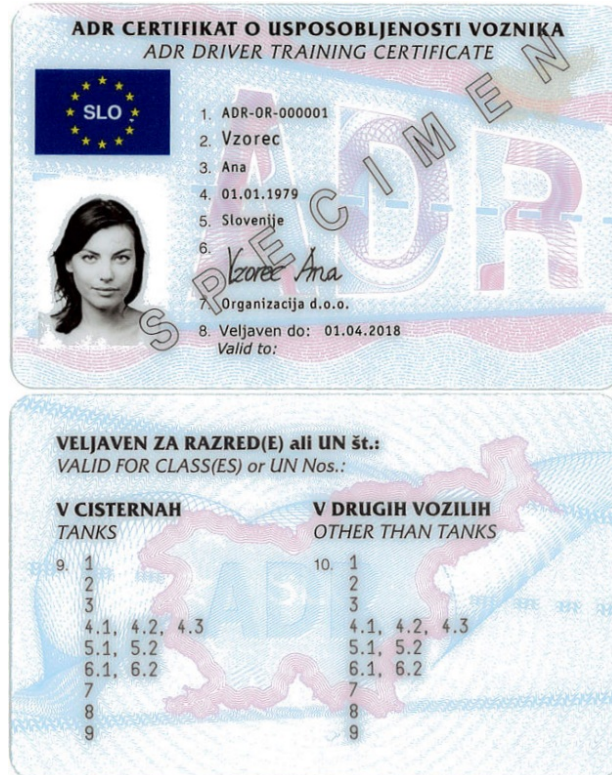 ADR CERTIFIKAT O USPOSOBLJENOSTI VOZNIKA
ADR DRIVER TRAINING CERTIFICATE
SLO
ADR
SPECIMEN
1. ADR-OR-000001
2. Vzorec
3. Ana
4. 01.01.1979
5. Slovenije
6. Vzorec Ana
7. Organizacija d.o.o.
8. Veljaven do: 01.04.2018
Valid to:
VELJAVEN ZA RAZRED(E) ali UN št.:
VALID FOR CLASS(ES) or UN Nos.:
V CISTERNAH
TANKS
9. 1
2
3
4.1, 4.2, 4.3
5.1, 5.2
6.1, 6.2
7
8
9
V DRUGIH VOZILIH
OTHER THAN TANKS
10. 1
2
3
4.1, 4.2, 4.3
5.1, 5.2
6.1, 6.2
7
8
9
ADR